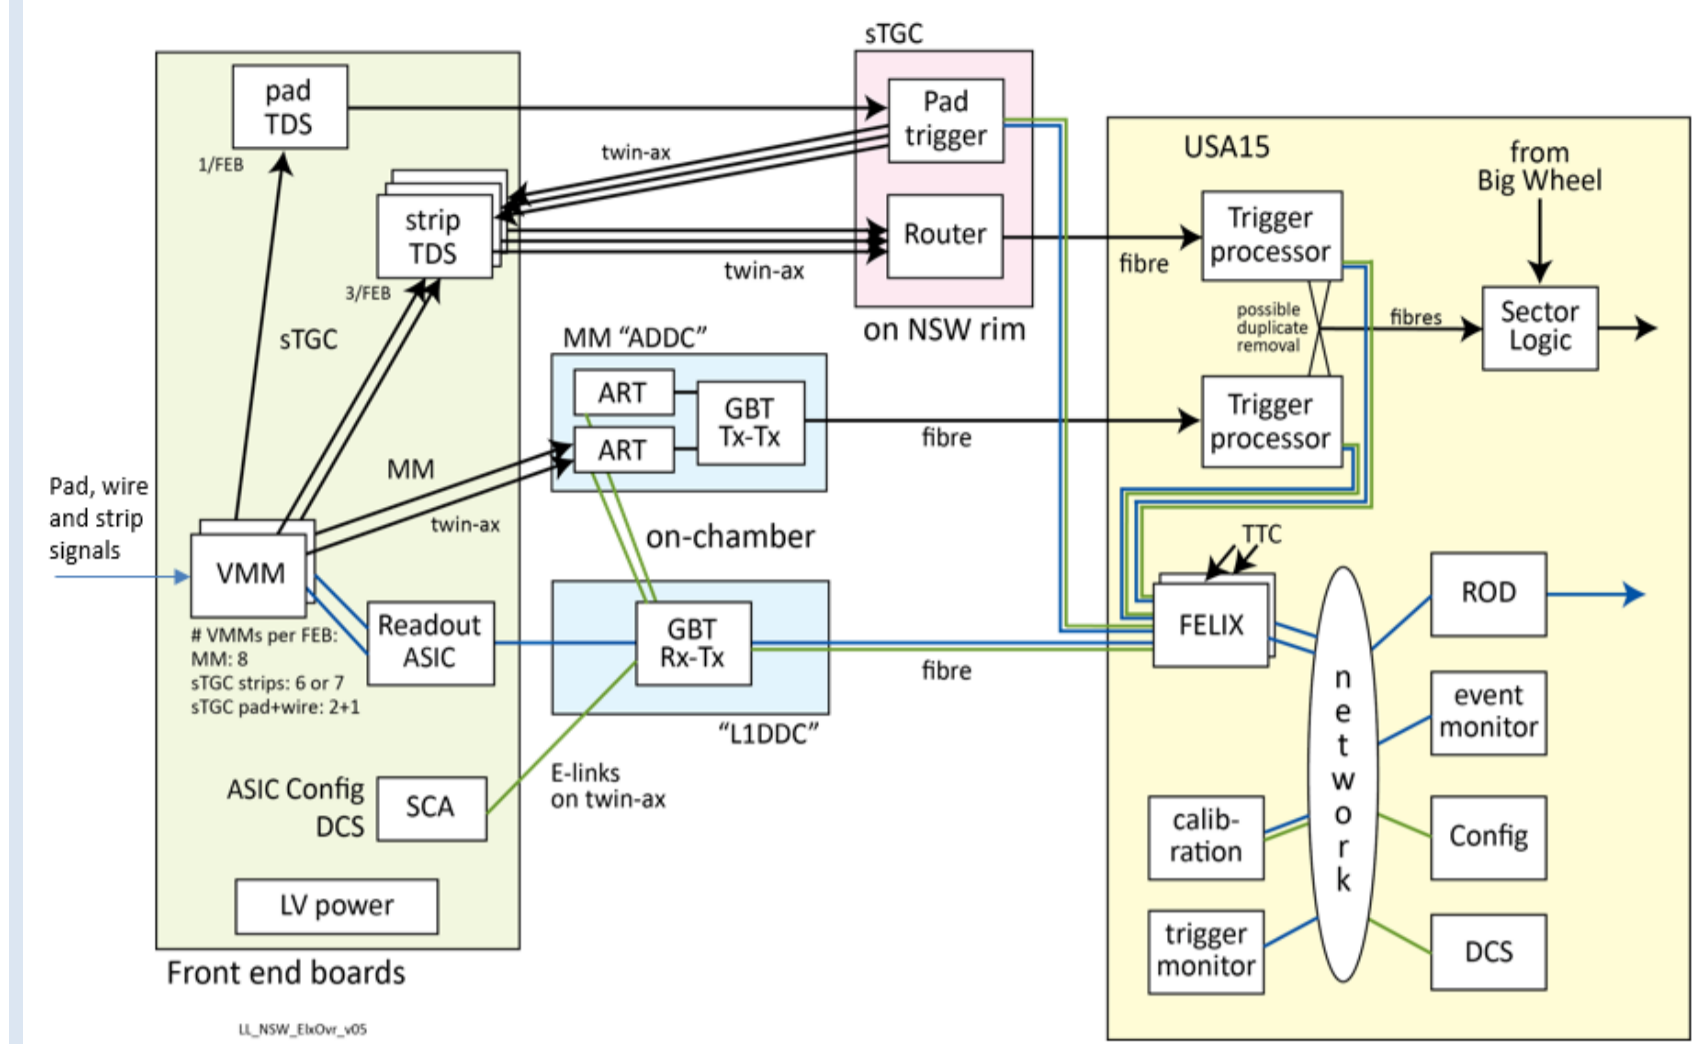 sTGC
pad
TDS
1/FEB
Pad
trigger
twin-ax
USA15
from
Big Wheel
strip
TDS
3/FEB
Router
twin-ax
fibre
Trigger
processor
on NSW rim
sTGC
MM “ADDC”
possible
duplicate
removal
fibres
Sector
Logic
ART
ART
GBT
Tx-Tx
fibre
Trigger
processor
MM
twin-ax
Pad, wire
and strip
signals
on-chamber
TTC
VMM
# VMMs per FEB:
MM: 8
sTGC strips: 6 or 7
sTGC pad+wire: 2+1
Readout
ASIC
GBT
Rx-Tx
fibre
“L1DDC”
FELIX
network
ROD
event
monitor
E-links
on twin-ax
ASIC Config
DCS
SCA
calib-
ration
Config
LV power
trigger
monitor
DCS
Front end boards
LL_NSW_ElxOvr_v05